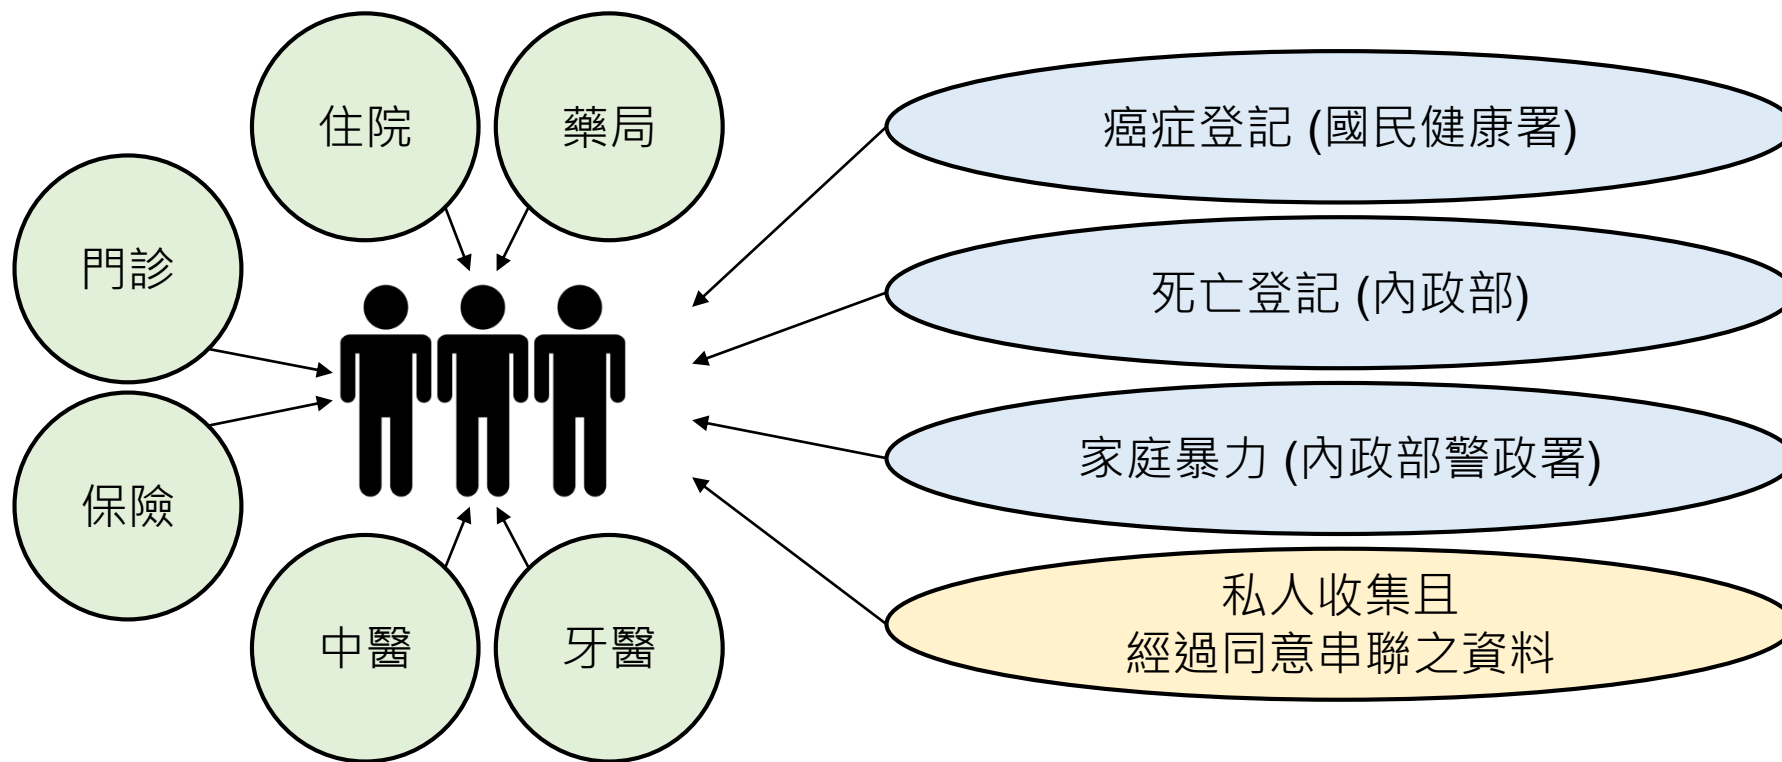 住院
藥局
門診
保險
中醫
牙醫
癌症登記 (國民健康署)
死亡登記 (內政部)
家庭暴力 (內政部警政署)
私人收集且
經過同意串聯之資料